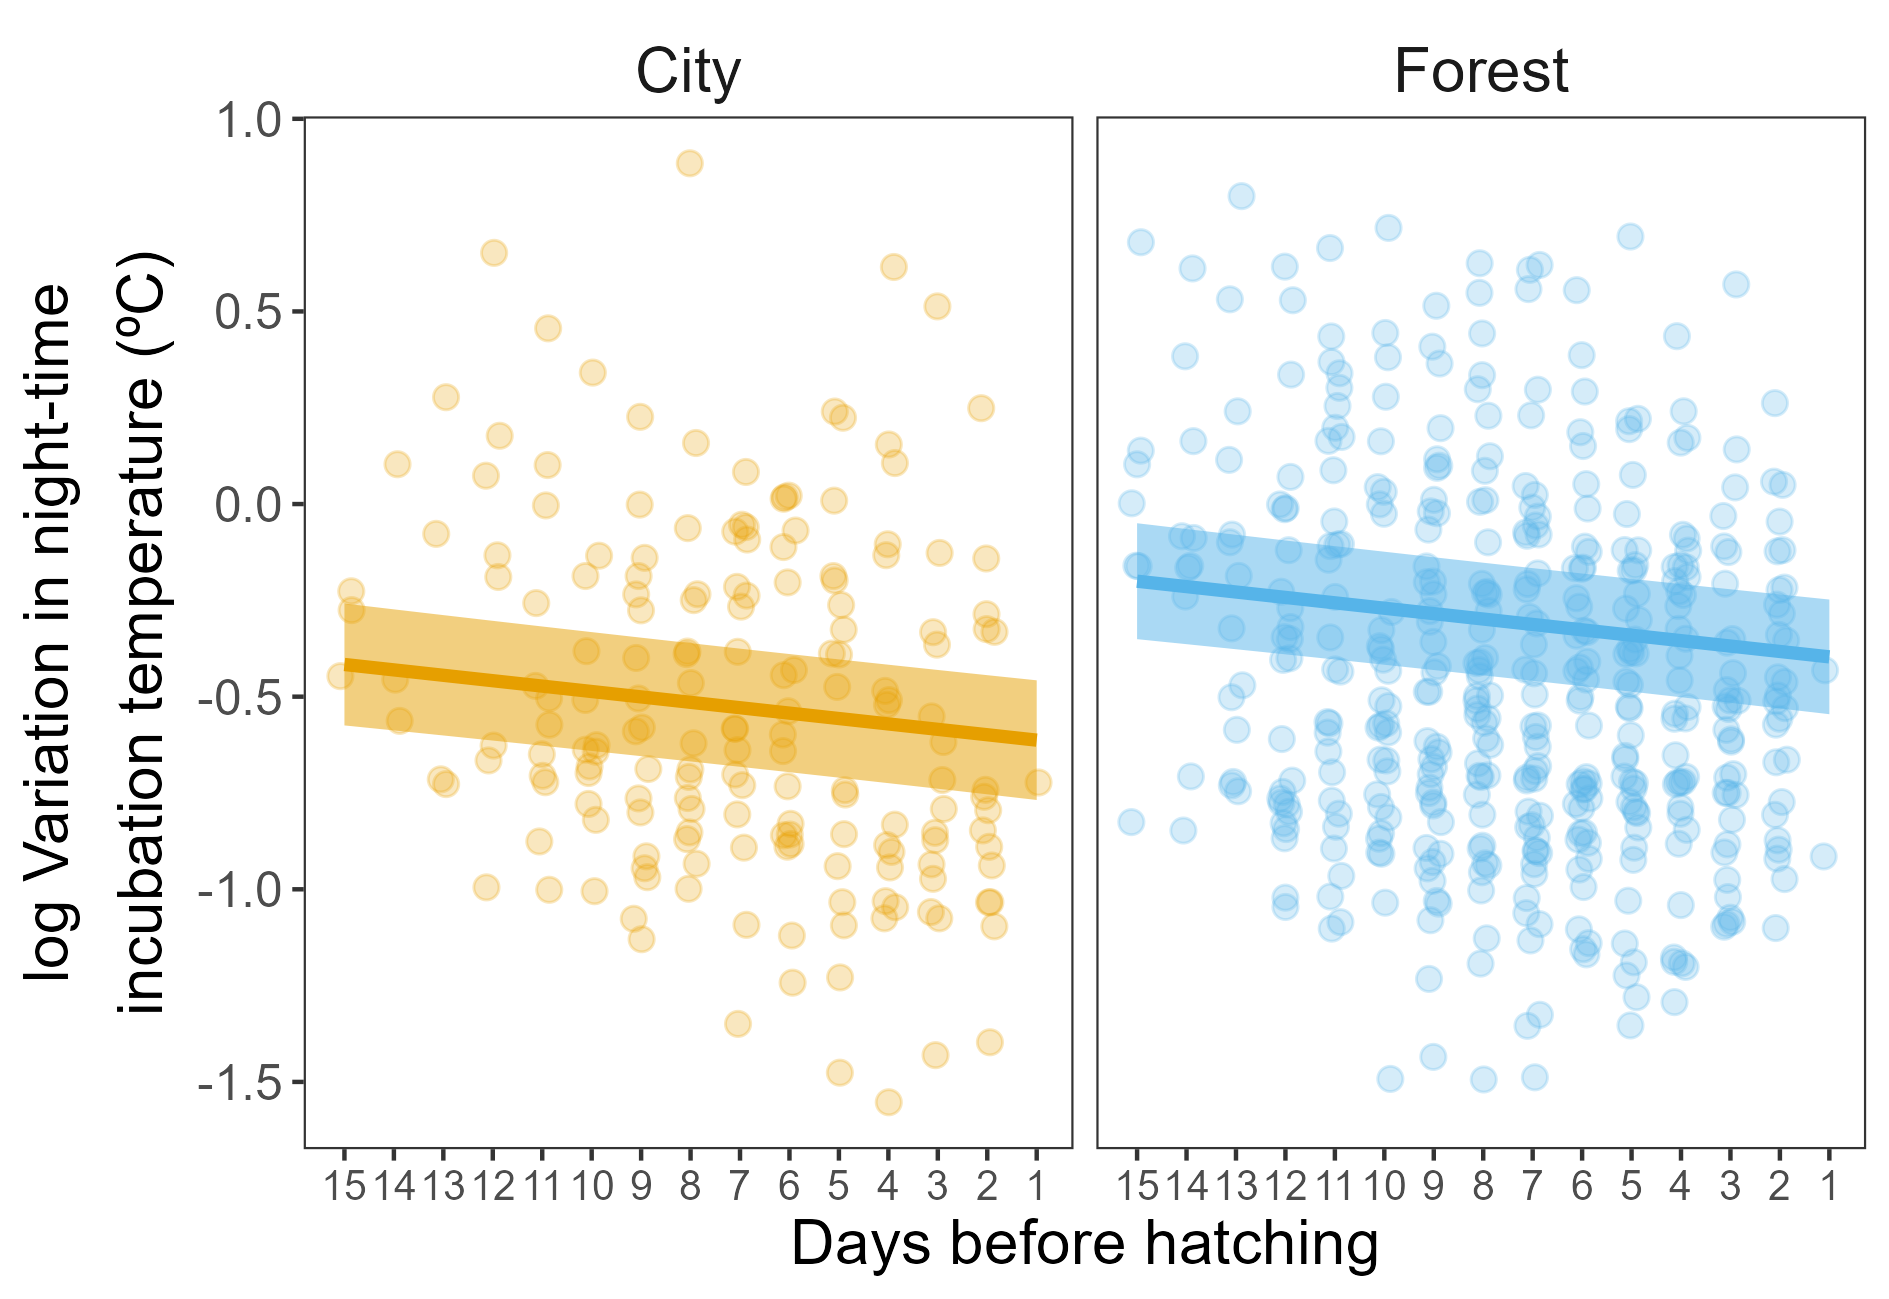 City
Forest
log Variation in night-time
incubation temperature (ºC)
1.0
0.5
0.0
-0.5
-1.0
-1.5
15 14 13 12 11 10 9 8 7 6 5 4 3 2 1
15 14 13 12 11 10 9 8 7 6 5 4 3 2 1
Days before hatching